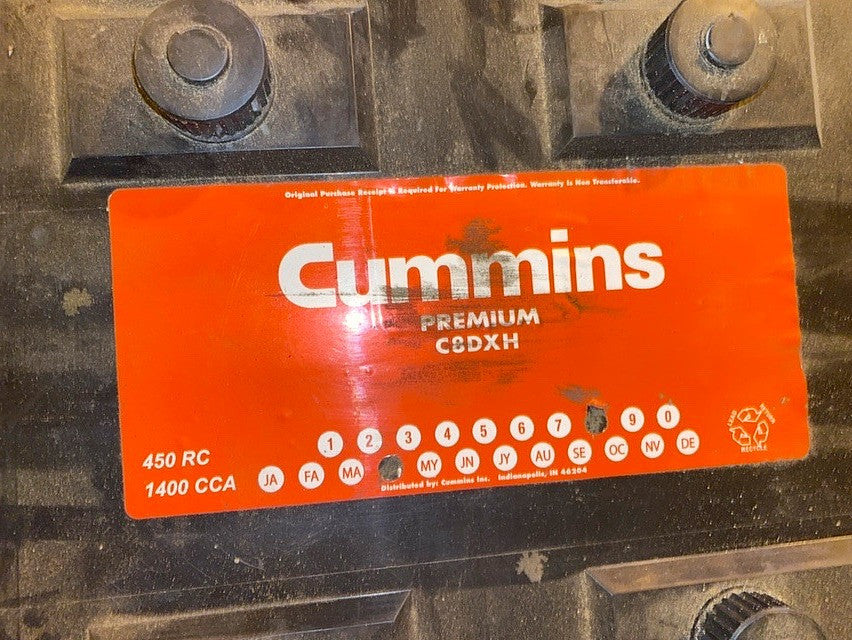 Original Purchase Receipt is Required For Warranty Protection. Warranty is Non Transferable.
Cummins
PREMIUM
C8DXH
1 2 3 4 5 6 7 9 0
JA FA MA MY JN JY AU SE OC NV DE
450 RC
1400 CCA
Distributed by: Cummins Inc. Indianapolis, IN 46204
LEAD
RECYCLE